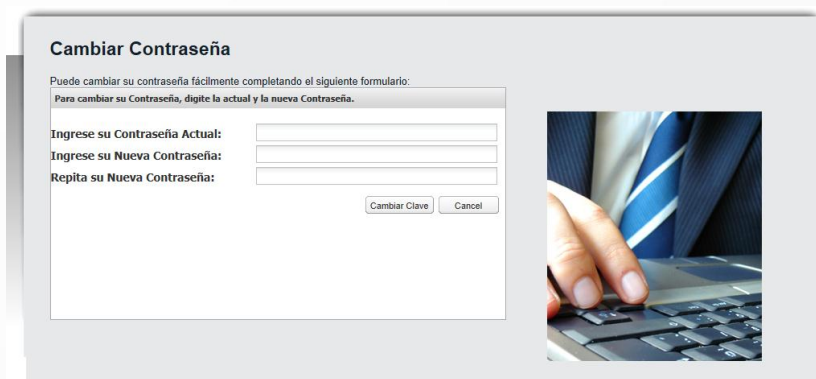 Cambiar Contraseña
Puede cambiar su contraseña fácilmente completando el siguiente formulario:
Para cambiar su Contraseña, digite la actual y la nueva Contraseña.
Ingrese su Contraseña Actual:
Ingrese su Nueva Contraseña:
Repita su Nueva Contraseña:
Cambiar Clave Cancel